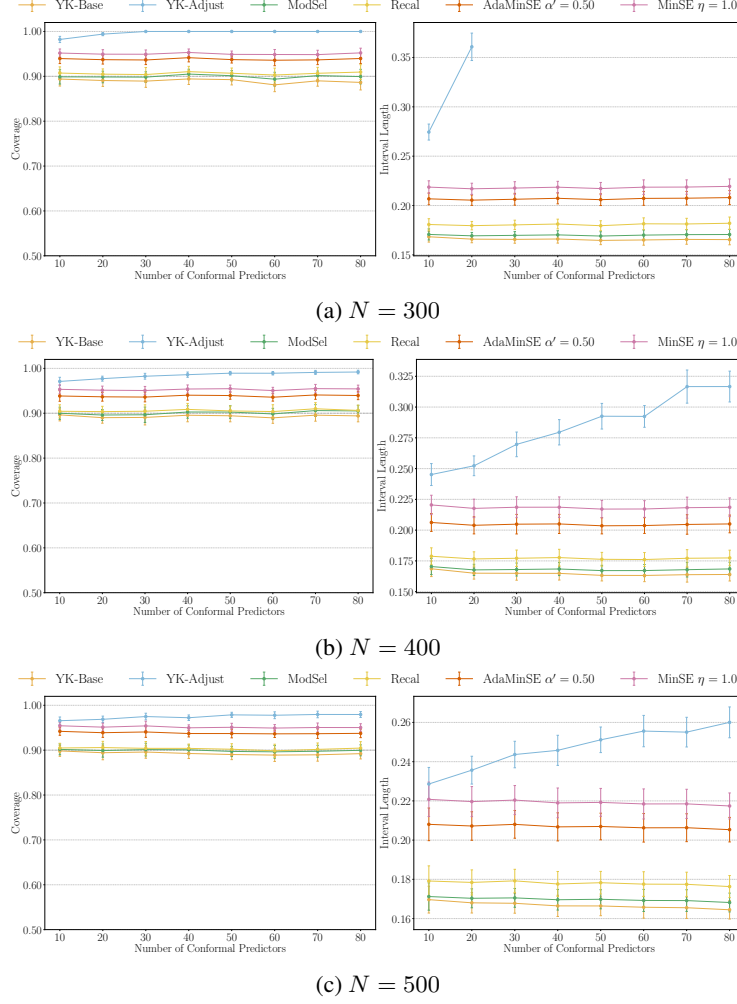 YK-Base YK-Adjust ModSel Recal AdaMinSE α′ = 0.50 MinSE η = 1.0
Coverage
1.00
0.90
0.80
0.70
0.60
0.50
10 20 30 40 50 60 70 80
Number of Conformal Predictors
Interval Length
0.35
0.30
0.25
0.20
0.15
10 20 30 40 50 60 70 80
Number of Conformal Predictors
(a) N = 300
YK-Base YK-Adjust ModSel Recal AdaMinSE α′ = 0.50 MinSE η = 1.0
Coverage
1.00
0.90
0.80
0.70
0.60
0.50
10 20 30 40 50 60 70 80
Number of Conformal Predictors
Interval Length
0.325
0.300
0.275
0.250
0.225
0.200
0.175
0.150
10 20 30 40 50 60 70 80
Number of Conformal Predictors
(b) N = 400
YK-Base YK-Adjust ModSel Recal AdaMinSE α′ = 0.50 MinSE η = 1.0
Coverage
1.00
0.90
0.80
0.70
0.60
0.50
10 20 30 40 50 60 70 80
Number of Conformal Predictors
Interval Length
0.26
0.24
0.22
0.20
0.18
0.16
10 20 30 40 50 60 70 80
Number of Conformal Predictors
(c) N = 500